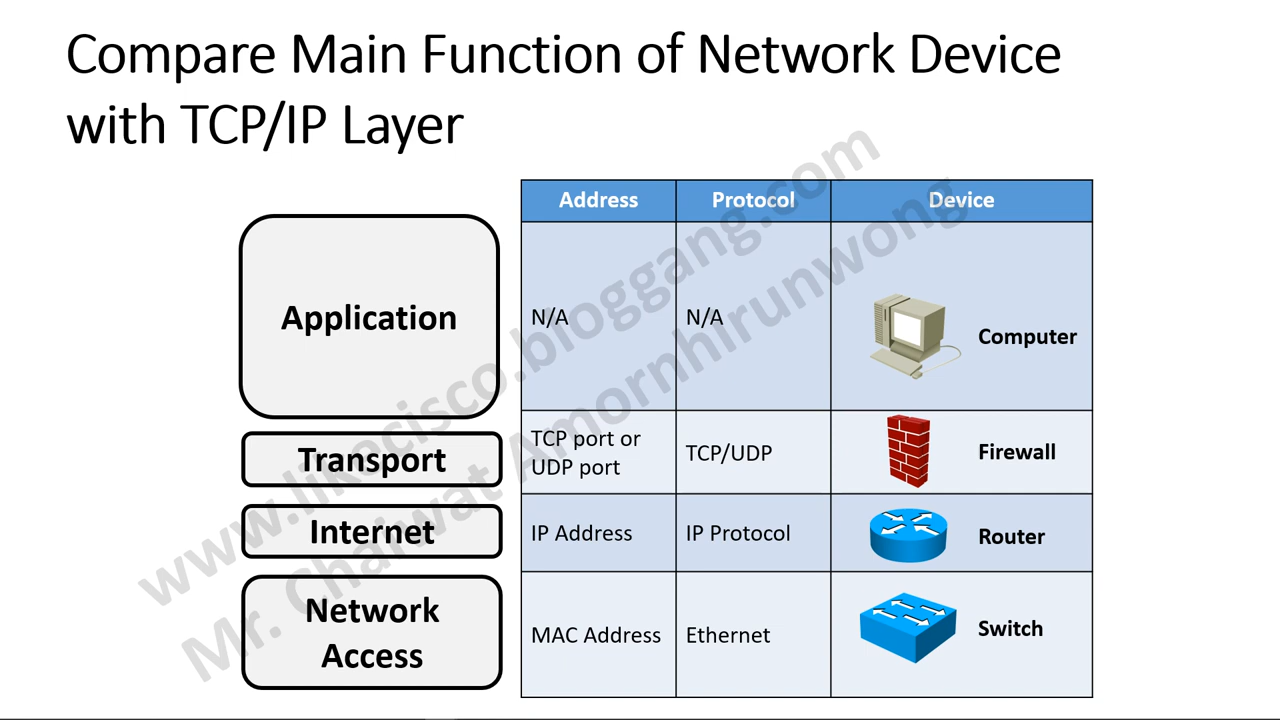 Compare Main Function of Network Device
with TCP/IP Layer
Address Protocol Device
Application N/A N/A Computer
Transport TCP port or
UDP port TCP/UDP Firewall
Internet IP Address IP Protocol Router
Network
Access MAC Address Ethernet Switch
www.likecisco.bloggang.com
Mr. Chaiwat Amornhirunwong